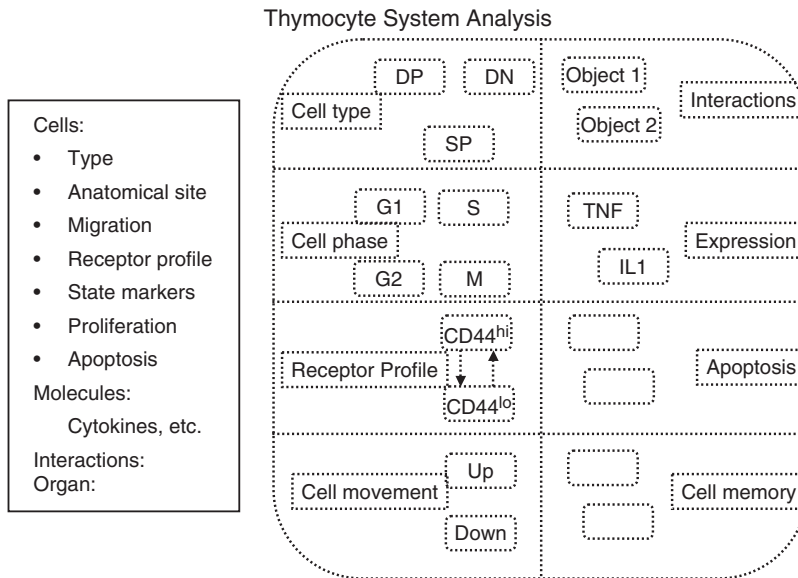 Thymocyte System Analysis
Cells:
• Type
• Anatomical site
• Migration
• Receptor profile
• State markers
• Proliferation
• Apoptosis
Molecules:
Cytokines, etc.
Interactions:
Organ:
DP
DN
Cell type
SP
Object 1
Interactions
Object 2
G1
S
Cell phase
G2
M
TNF
Expression
IL1
CD44hi
Receptor Profile
CD44lo
Apoptosis
Up
Cell movement
Down
Cell memory